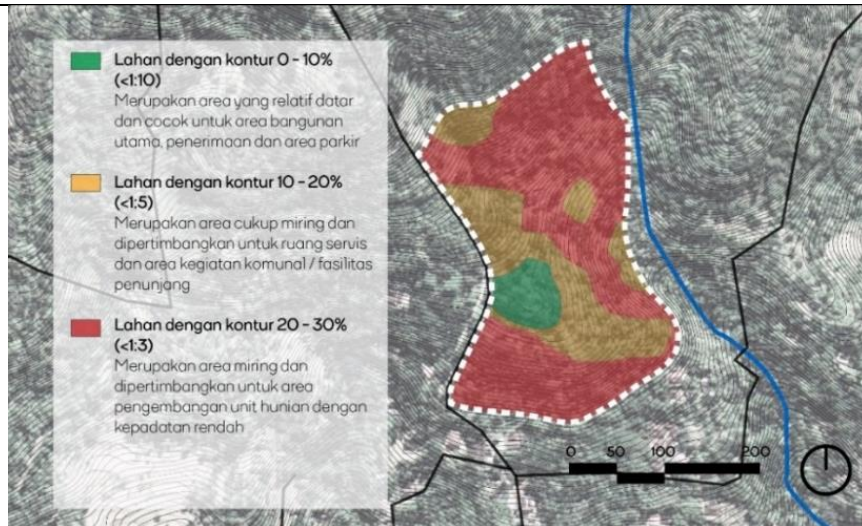 Lahan dengan kontur 0 - 10%
(<1:10)
Merupakan area yang relatif datar
dan cocok untuk area bangunan
utama, penerimaan dan area parkir
Lahan dengan kontur 10 - 20%
(<1:5)
Merupakan area cukup miring dan
dipertimbangkan untuk ruang servis
dan area kegiatan komunal / fasilitas
penunjang
Lahan dengan kontur 20 - 30%
(<1:3)
Merupakan area miring dan
dipertimbangkan untuk area
pengembangan unit hunian dengan
kepadatan rendah
0 50 100 200